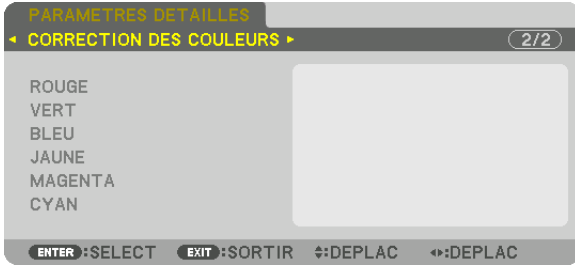 PARAMETRES DETAILLES
◂ CORRECTION DES COULEURS ▸ 2/2
ROUGE
VERT
BLEU
JAUNE
MAGENTA
CYAN
ENTER :SELECT EXIT :SORTIR ♦:DEPLAC ◂▸:DEPLAC